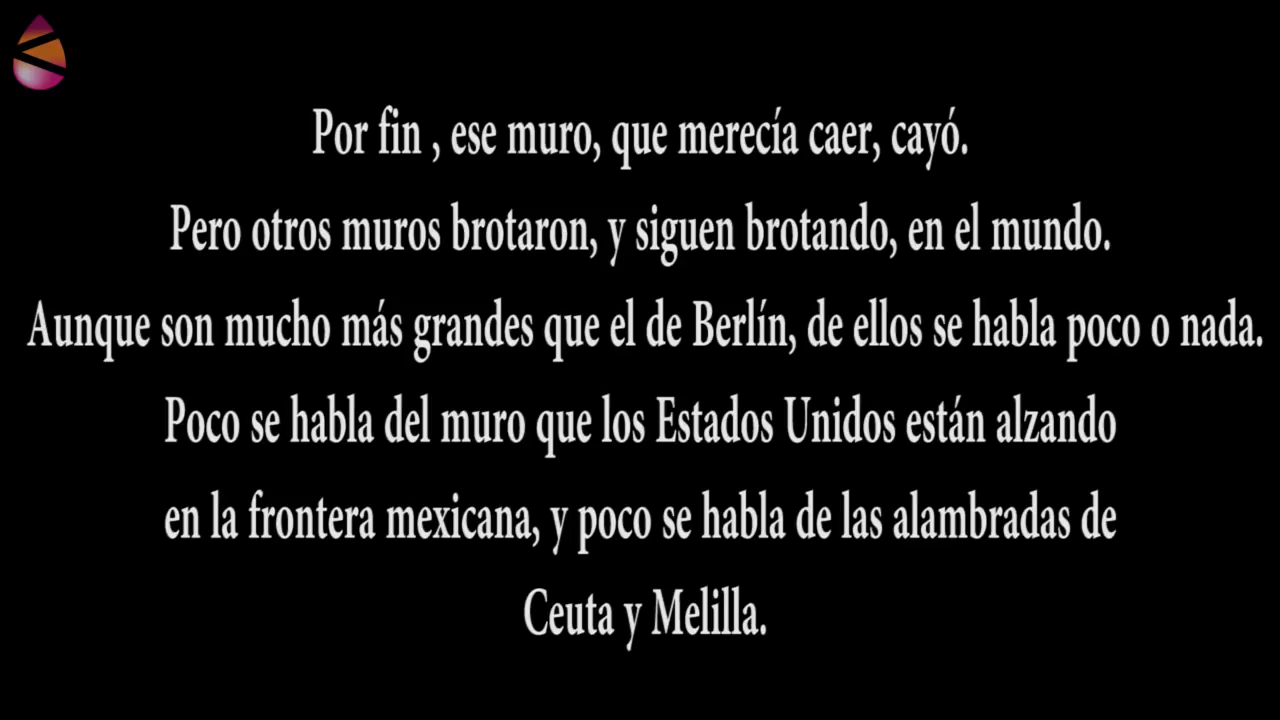 Por fin , ese muro, que merecía caer, cayó.
Pero otros muros brotaron, y siguen brotando, en el mundo.
Aunque son mucho más grandes que el de Berlín, de ellos se habla poco o nada.
Poco se habla del muro que los Estados Unidos están alzando
en la frontera mexicana, y poco se habla de las alambradas de
Ceuta y Melilla.